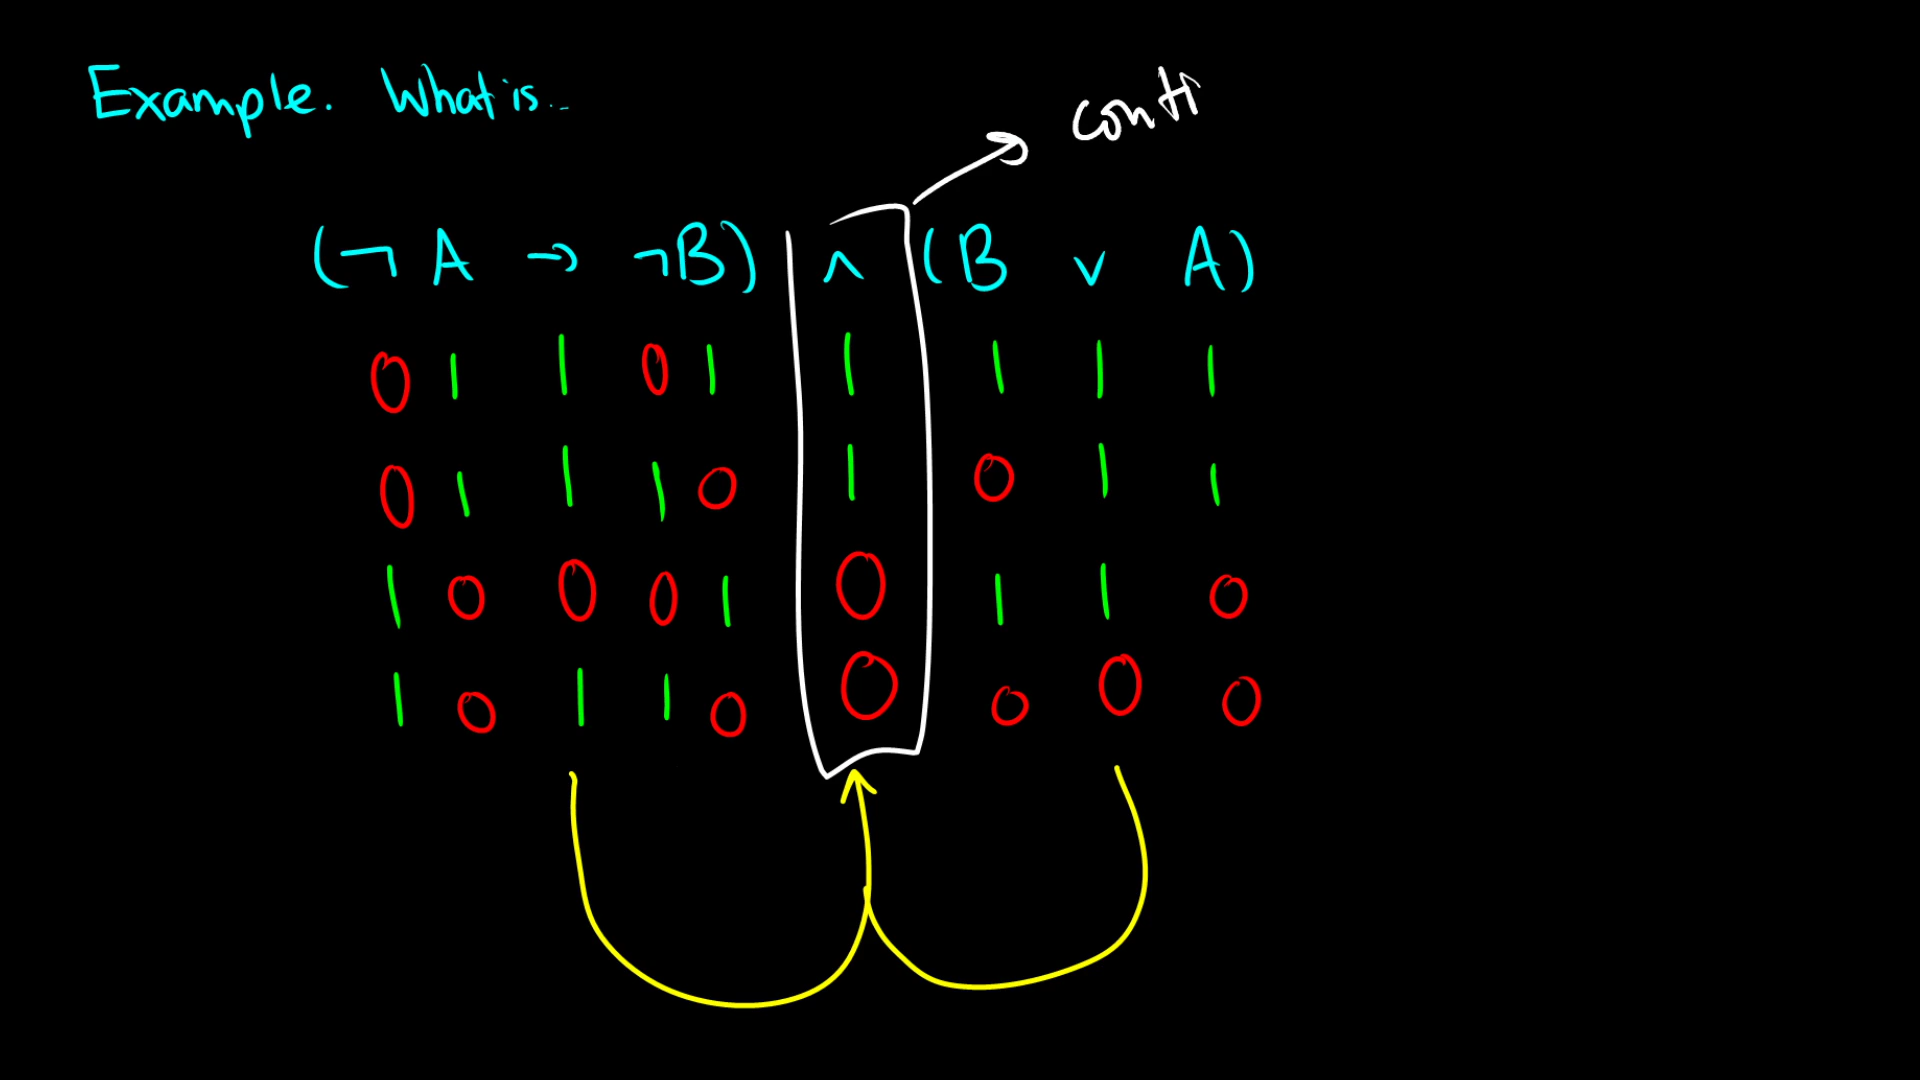 Example. What is...
(¬A → ¬B) ∧ (B ∨ A)
0 1 1 0 1 1 1 1 1
0 1 1 1 0 1 0 1 1
1 0 0 0 1 0 1 1 0
1 0 1 1 0 0 0 0 0